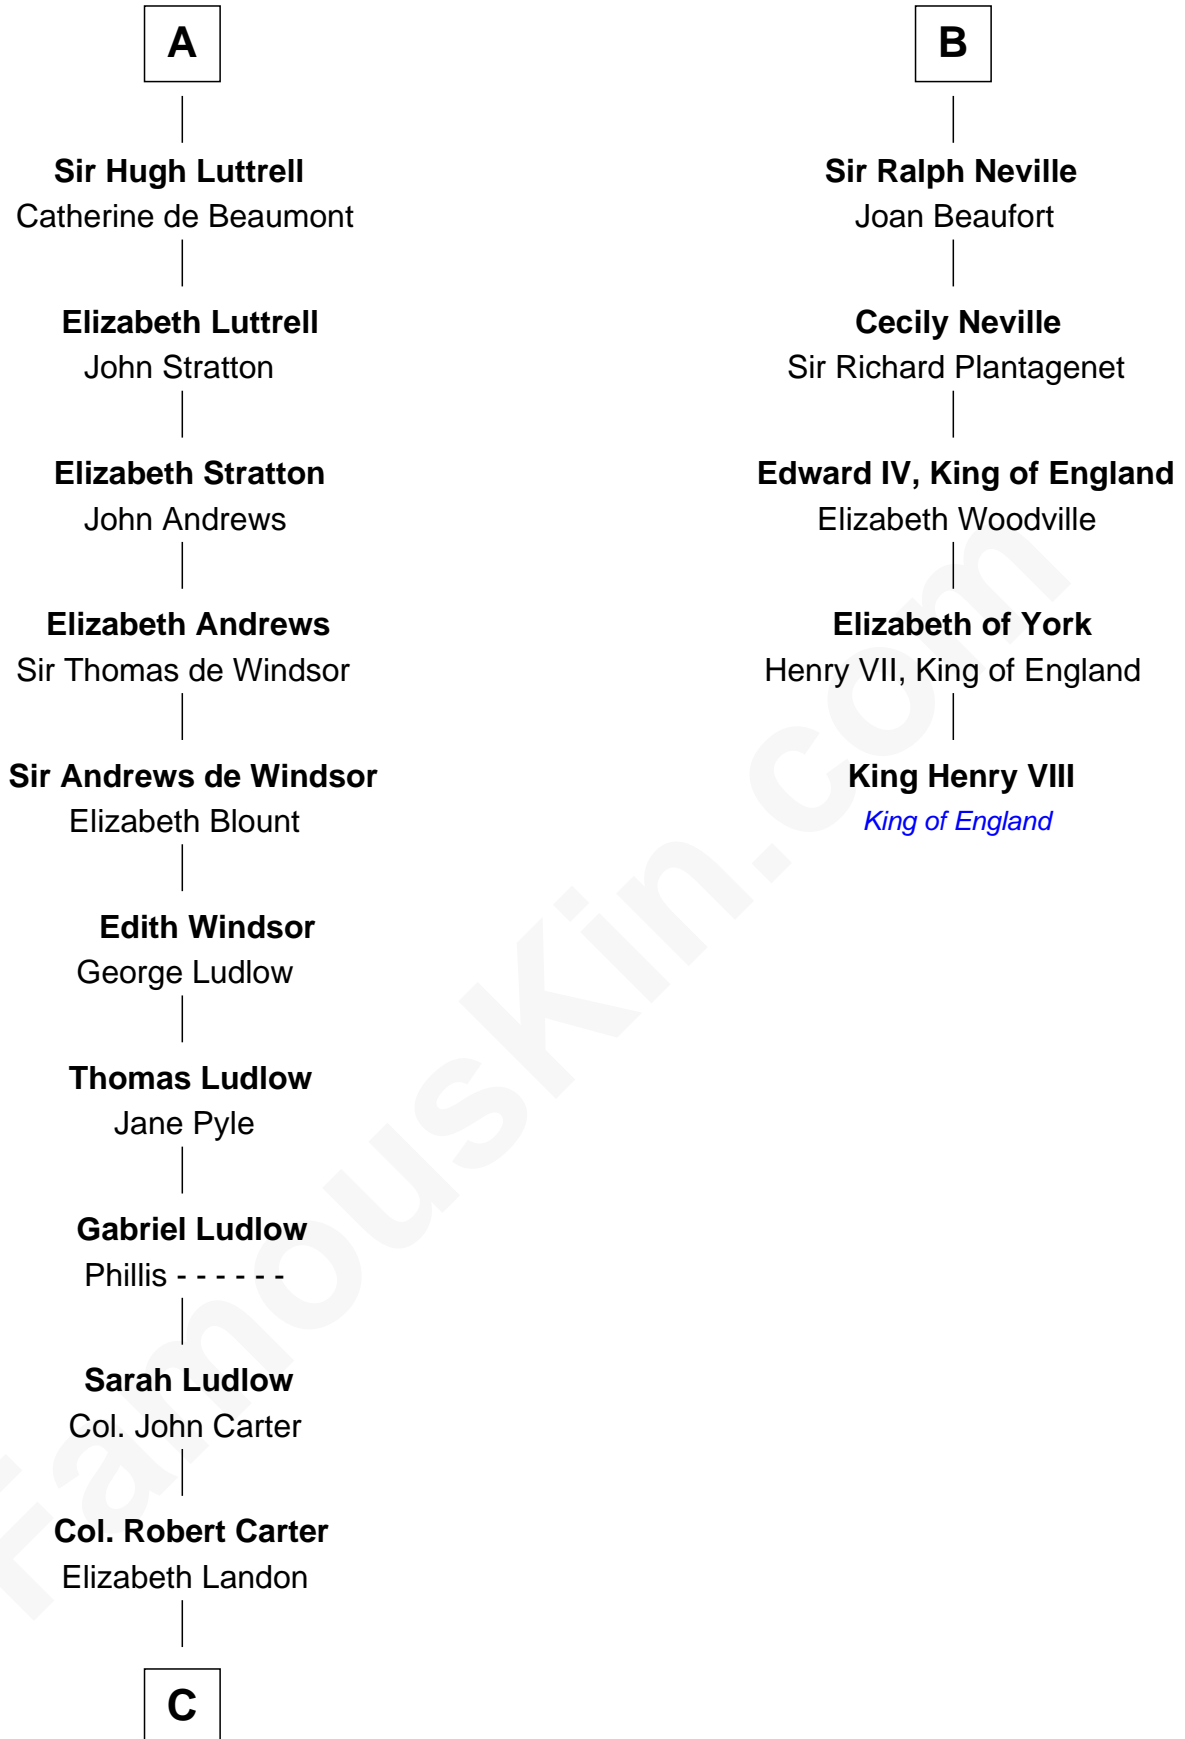 A
Sir Hugh Luttrell
Catherine de Beaumont
Elizabeth Luttrell
John Stratton
Elizabeth Stratton
John Andrews
Elizabeth Andrews
Sir Thomas de Windsor
Sir Andrews de Windsor
Elizabeth Blount
Edith Windsor
George Ludlow
Thomas Ludlow
Jane Pyle
Gabriel Ludlow
Phillis - - - - - -
Sarah Ludlow
Col. John Carter
Col. Robert Carter
Elizabeth Landon
C
B
Sir Ralph Neville
Joan Beaufort
Cecily Neville
Sir Richard Plantagenet
Edward IV, King of England
Elizabeth Woodville
Elizabeth of York
Henry VII, King of England
King Henry VIII
King of England
FamousKin.com